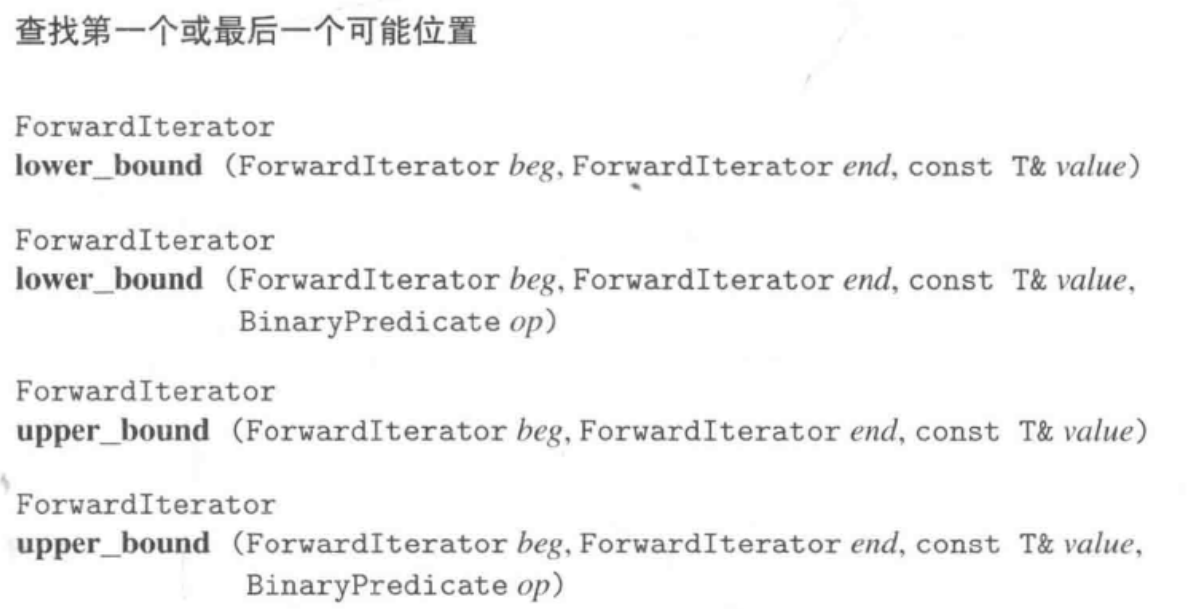 查找第一个或最后一个可能位置
ForwardIterator
lower_bound (ForwardIterator beg, ForwardIterator end, const T& value)
ForwardIterator
lower_bound (ForwardIterator beg, ForwardIterator end, const T& value,
BinaryPredicate op)
ForwardIterator
upper_bound (ForwardIterator beg, ForwardIterator end, const T& value)
ForwardIterator
upper_bound (ForwardIterator beg, ForwardIterator end, const T& value,
BinaryPredicate op)